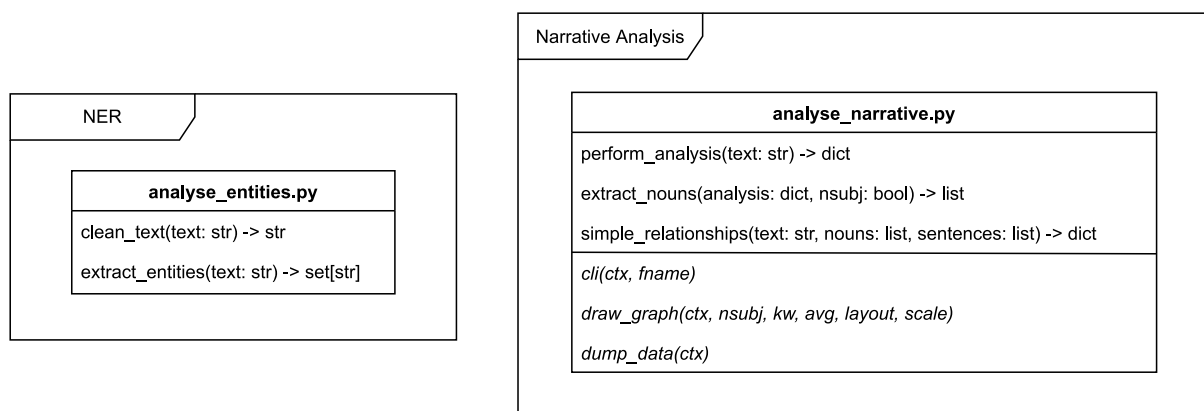 NER
analyse_entities.py
clean_text(text: str) -> str
extract_entities(text: str) -> set[str]
Narrative Analysis
analyse_narrative.py
perform_analysis(text: str) -> dict
extract_nouns(analysis: dict, nsubj: bool) -> list
simple_relationships(text: str, nouns: list, sentences: list) -> dict
cli(ctx, fname)
draw_graph(ctx, nsubj, kw, avg, layout, scale)
dump_data(ctx)